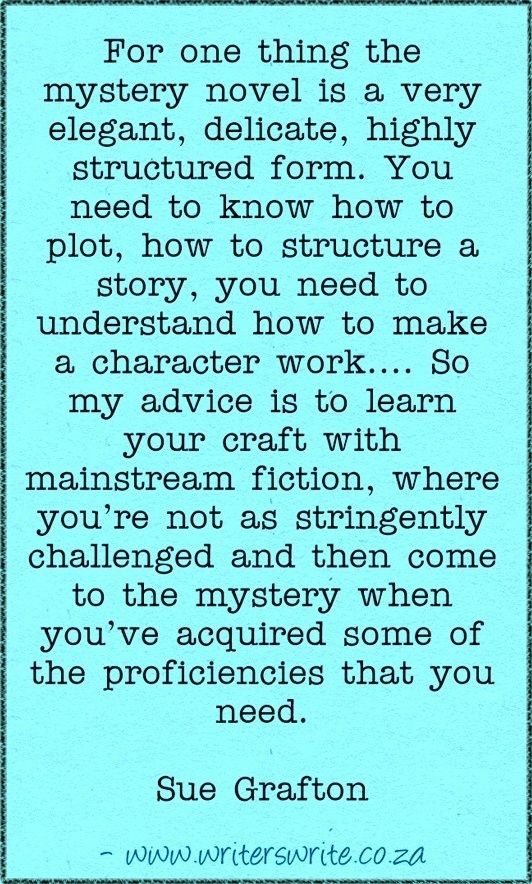 For one thing the
mystery novel is a very
elegant, delicate, highly
structured form. You
need to know how to
plot, how to structure a
story, you need to
understand how to make
a character work.... So
my advice is to learn
your craft with
mainstream fiction, where
you're not as stringently
challenged and then come
to the mystery when
you've acquired some of
the proficiencies that you
need.
Sue Grafton
- www.writerswrite.co.za